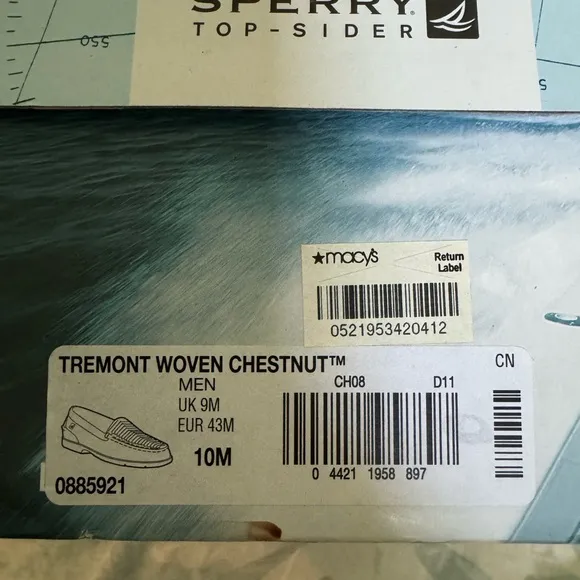 SPERRY®
TOP-SIDER
550
★macy's
Return
Label
0521953420412
TREMONT WOVEN CHESTNUT™
CN
MEN
CH08 D11
UK 9M
EUR 43M
10M
0 4421 1958 897
0885921